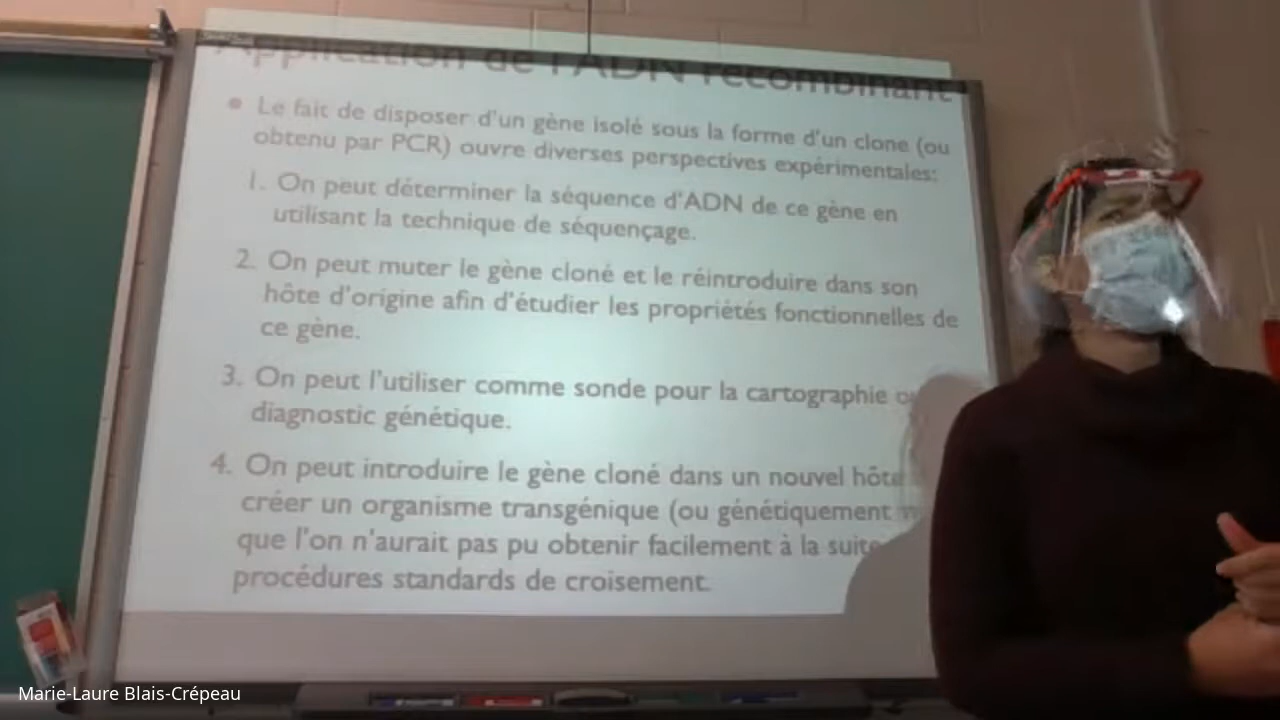 Application de l'ADN recombinant
Le fait de disposer d'un gène isolé sous la forme d'un clone (ou
obtenu par PCR) ouvre diverses perspectives expérimentales:
1. On peut déterminer la séquence d'ADN de ce gène en
utilisant la technique de séquençage.
2. On peut muter le gène cloné et le réintroduire dans son
hôte d'origine afin d'étudier les propriétés fonctionnelles de
ce gène.
3. On peut l'utiliser comme sonde pour la cartographie
diagnostic génétique.
4. On peut introduire le gène cloné dans un nouvel hôte
créer un organisme transgénique (ou génétiquement
que l'on n'aurait pas pu obtenir facilement à la suite
procédures standards de croisement.
Marie-Laure Blais-Crépeau